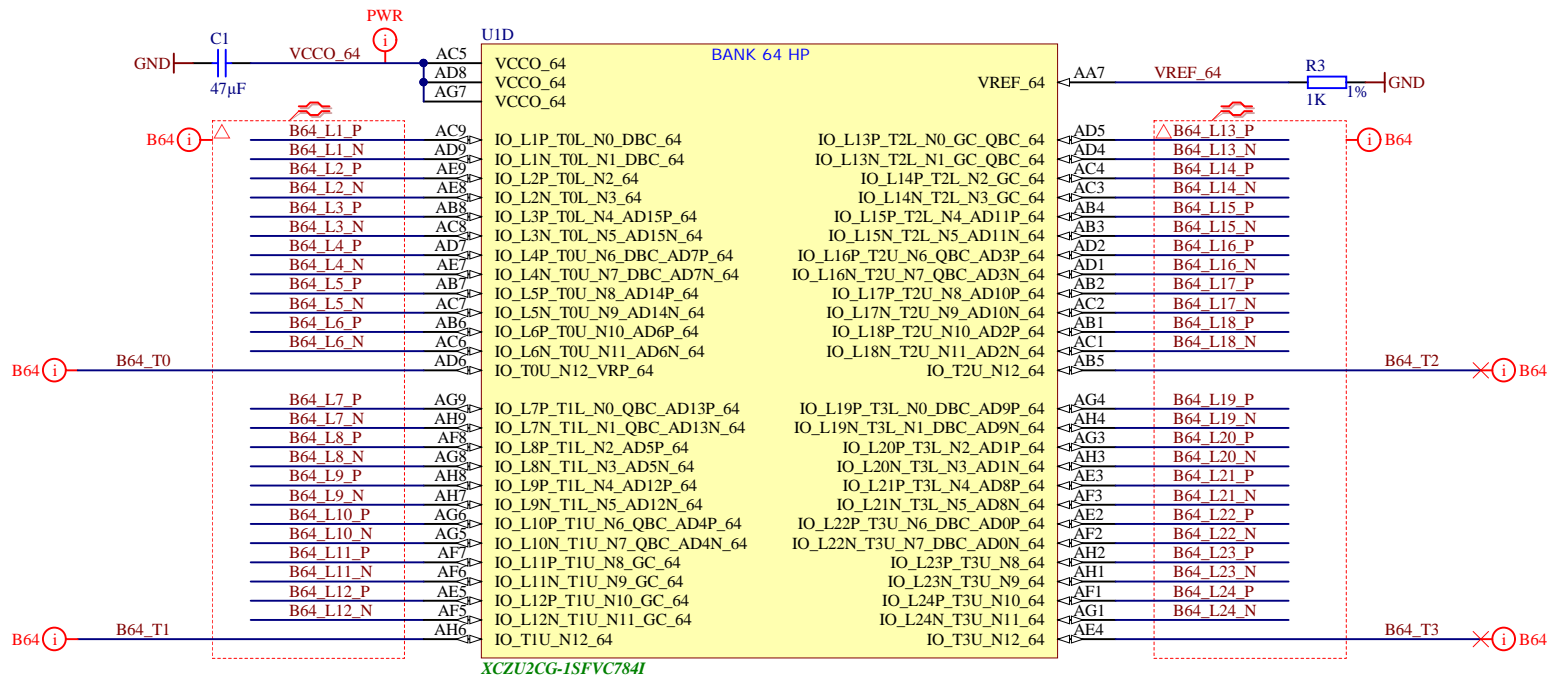 PWR
U1D
C1
GND VCCO_64 AC5 VCCO_64 BANK 64 HP
47µF AD8 VCCO_64 VREF_64 AA7 VREF_64 R3 1K 1% GND
AG7 VCCO_64
B64 B64_L1_P AC9 IO_L1P_T0L_N0_DBC_64 IO_L13P_T2L_N0_GC_QBC_64 AD5 B64_L13_P B64
B64_L1_N AD9 IO_L1N_T0L_N1_DBC_64 IO_L13N_T2L_N1_GC_QBC_64 AD4 B64_L13_N
B64_L2_P AE9 IO_L2P_T0L_N2_64 IO_L14P_T2L_N2_GC_64 AC4 B64_L14_P
B64_L2_N AE8 IO_L2N_T0L_N3_64 IO_L14N_T2L_N3_GC_64 AC3 B64_L14_N
B64_L3_P AB8 IO_L3P_T0L_N4_AD15P_64 IO_L15P_T2L_N4_AD11P_64 AB4 B64_L15_P
B64_L3_N AC8 IO_L3N_T0L_N5_AD15N_64 IO_L15N_T2L_N5_AD11N_64 AB3 B64_L15_N
B64_L4_P AD7 IO_L4P_T0U_N6_DBC_AD7P_64 IO_L16P_T2U_N6_QBC_AD3P_64 AD2 B64_L16_P
B64_L4_N AE7 IO_L4N_T0U_N7_DBC_AD7N_64 IO_L16N_T2U_N7_QBC_AD3N_64 AD1 B64_L16_N
B64_L5_P AB7 IO_L5P_T0U_N8_AD14P_64 IO_L17P_T2U_N8_AD10P_64 AB2 B64_L17_P
B64_L5_N AC7 IO_L5N_T0U_N9_AD14N_64 IO_L17N_T2U_N9_AD10N_64 AC2 B64_L17_N
B64_L6_P AB6 IO_L6P_T0U_N10_AD6P_64 IO_L18P_T2U_N10_AD2P_64 AB1 B64_L18_P
B64_L6_N AC6 IO_L6N_T0U_N11_AD6N_64 IO_L18N_T2U_N11_AD2N_64 AC1 B64_L18_N
B64 B64_T0 AD6 IO_T0U_N12_VRP_64 IO_T2U_N12_64 AB5 B64_T2 B64
B64_L7_P AG9 IO_L7P_T1L_N0_QBC_AD13P_64 IO_L19P_T3L_N0_DBC_AD9P_64 AG4 B64_L19_P
B64_L7_N AH9 IO_L7N_T1L_N1_QBC_AD13N_64 IO_L19N_T3L_N1_DBC_AD9N_64 AH4 B64_L19_N
B64_L8_P AF8 IO_L8P_T1L_N2_AD5P_64 IO_L20P_T3L_N2_AD1P_64 AG3 B64_L20_P
B64_L8_N AG8 IO_L8N_T1L_N3_AD5N_64 IO_L20N_T3L_N3_AD1N_64 AH3 B64_L20_N
B64_L9_P AH8 IO_L9P_T1L_N4_AD12P_64 IO_L21P_T3L_N4_AD8P_64 AE3 B64_L21_P
B64_L9_N AH7 IO_L9N_T1L_N5_AD12N_64 IO_L21N_T3L_N5_AD8N_64 AF3 B64_L21_N
B64_L10_P AG6 IO_L10P_T1U_N6_QBC_AD4P_64 IO_L22P_T3U_N6_DBC_AD0P_64 AE2 B64_L22_P
B64_L10_N AG5 IO_L10N_T1U_N7_QBC_AD4N_64 IO_L22N_T3U_N7_DBC_AD0N_64 AF2 B64_L22_N
B64_L11_P AF7 IO_L11P_T1U_N8_GC_64 IO_L23P_T3U_N8_64 AH2 B64_L23_P
B64_L11_N AF6 IO_L11N_T1U_N9_GC_64 IO_L23N_T3U_N9_64 AH1 B64_L23_N
B64_L12_P AE5 IO_L12P_T1U_N10_GC_64 IO_L24P_T3U_N10_64 AF1 B64_L24_P
B64_L12_N AF5 IO_L12N_T1U_N11_GC_64 IO_L24N_T3U_N11_64 AG1 B64_L24_N
B64 B64_T1 AH6 IO_T1U_N12_64 IO_T3U_N12_64 AE4 B64_T3 B64
XCZU2CG-1SFVC784I